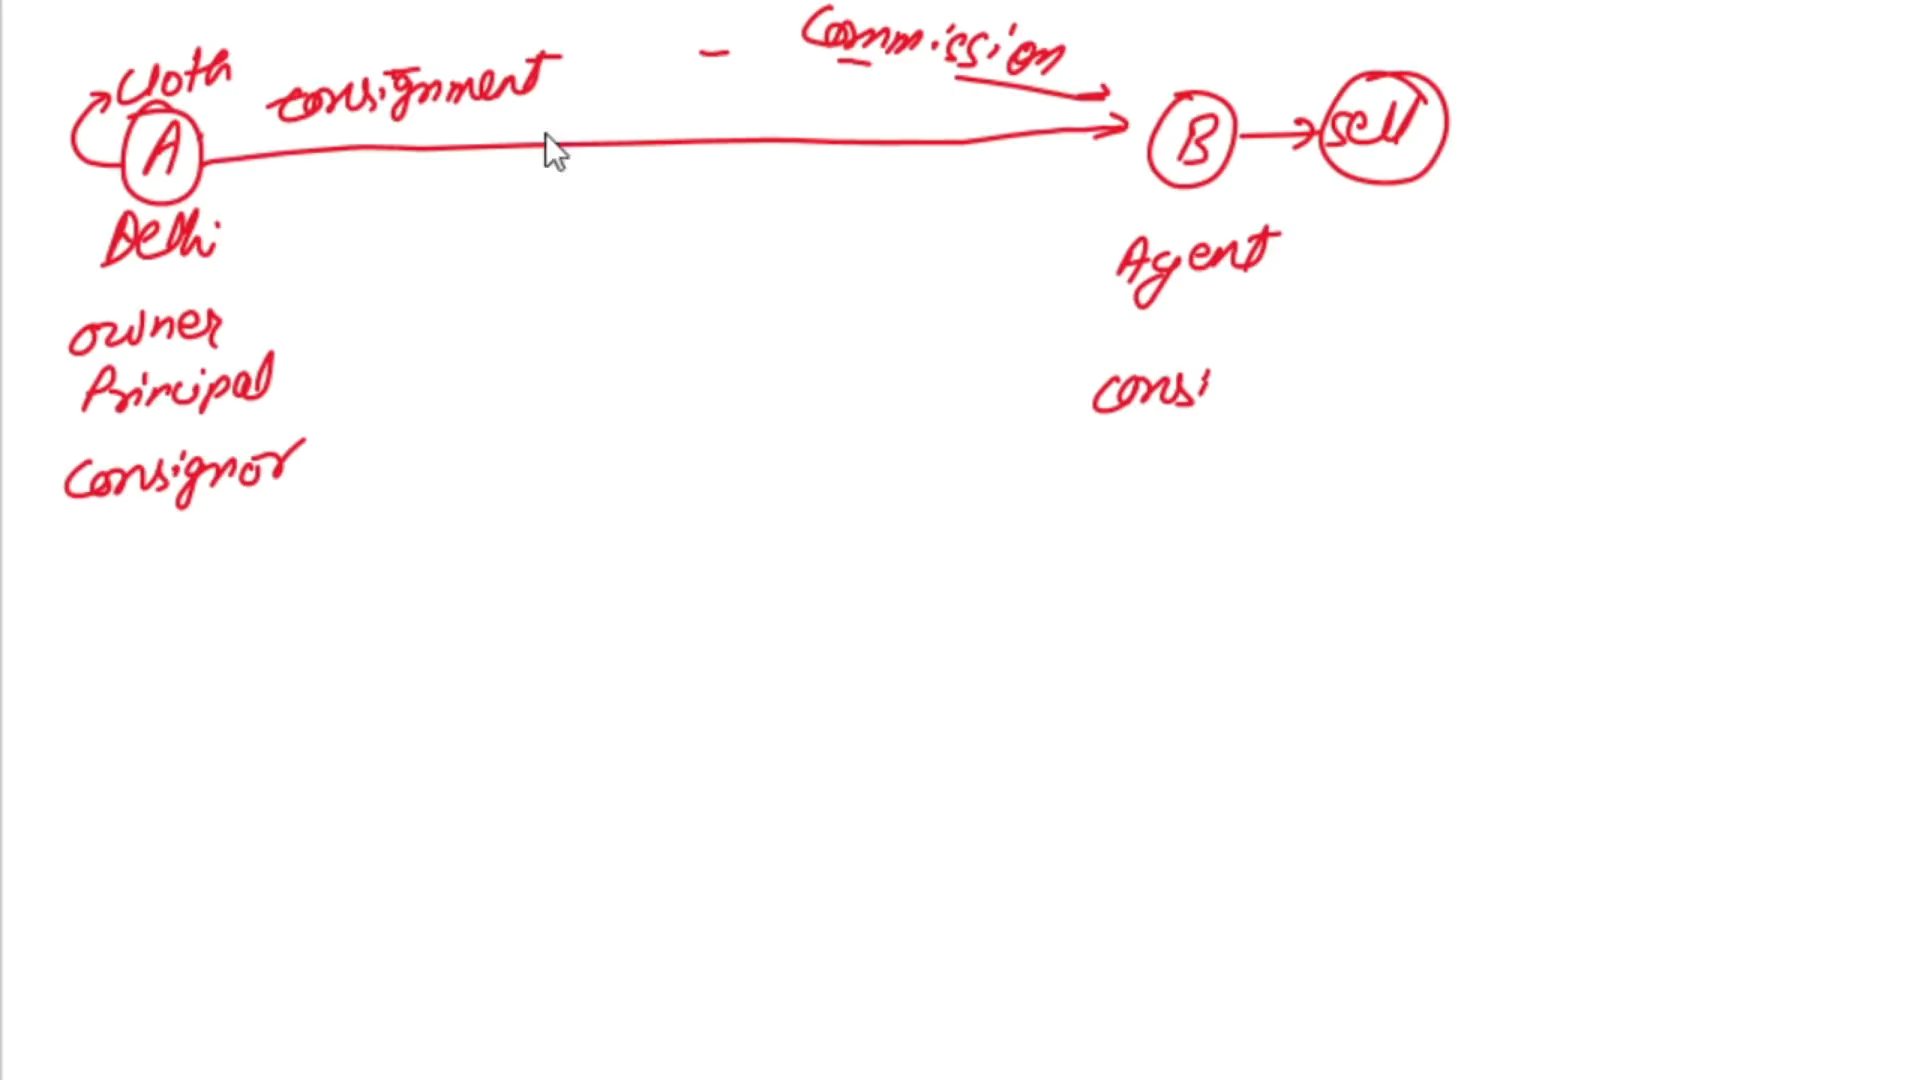 Cloth
consignment - Commission
A
B
sell
Delhi
Agent
owner
Principal
consi
Consignor